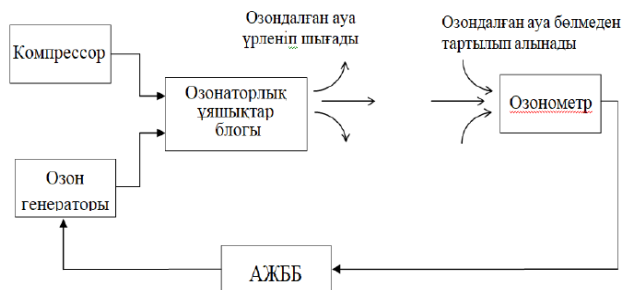 Озондалған ауа
үрленіп шығады
Озондалған ауа бөлмеден
тартылып алынады
Компрессор
Озонаторлық
ұяшықтар
блогы
Озонометр
Озон
генераторы
АЖББ